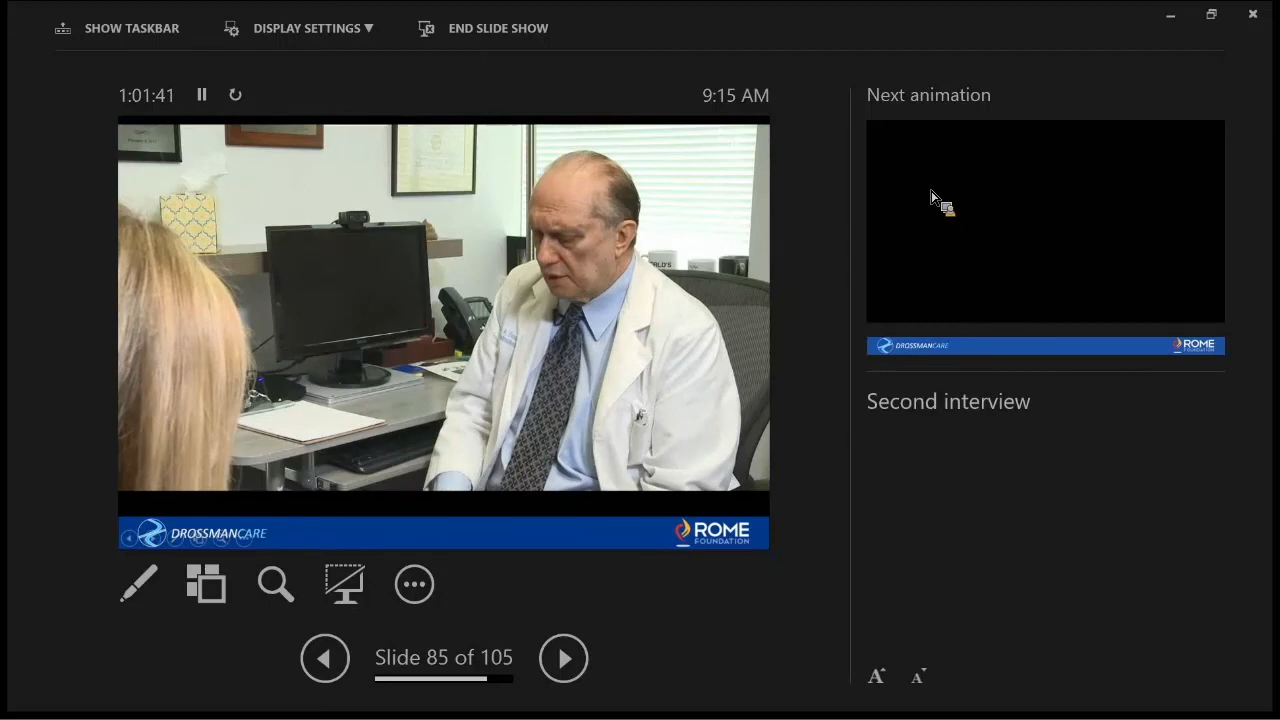 SHOW TASKBAR
DISPLAY SETTINGS ▼
END SLIDE SHOW
1:01:41
9:15 AM
Next animation
DROSSMANCARE
ROME
FOUNDATION
DROSSMANCARE
ROME
FOUNDATION
Second interview
Slide 85 of 105
A
A